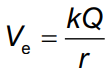 Vₑ = kQ/r